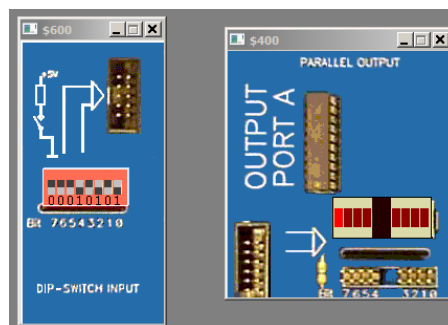 $600
+5V
00010101
Bit 76543210
DIP-SWITCH INPUT
$400
PARALLEL OUTPUT
OUTPUT
PORT A
Bit 7654 3210